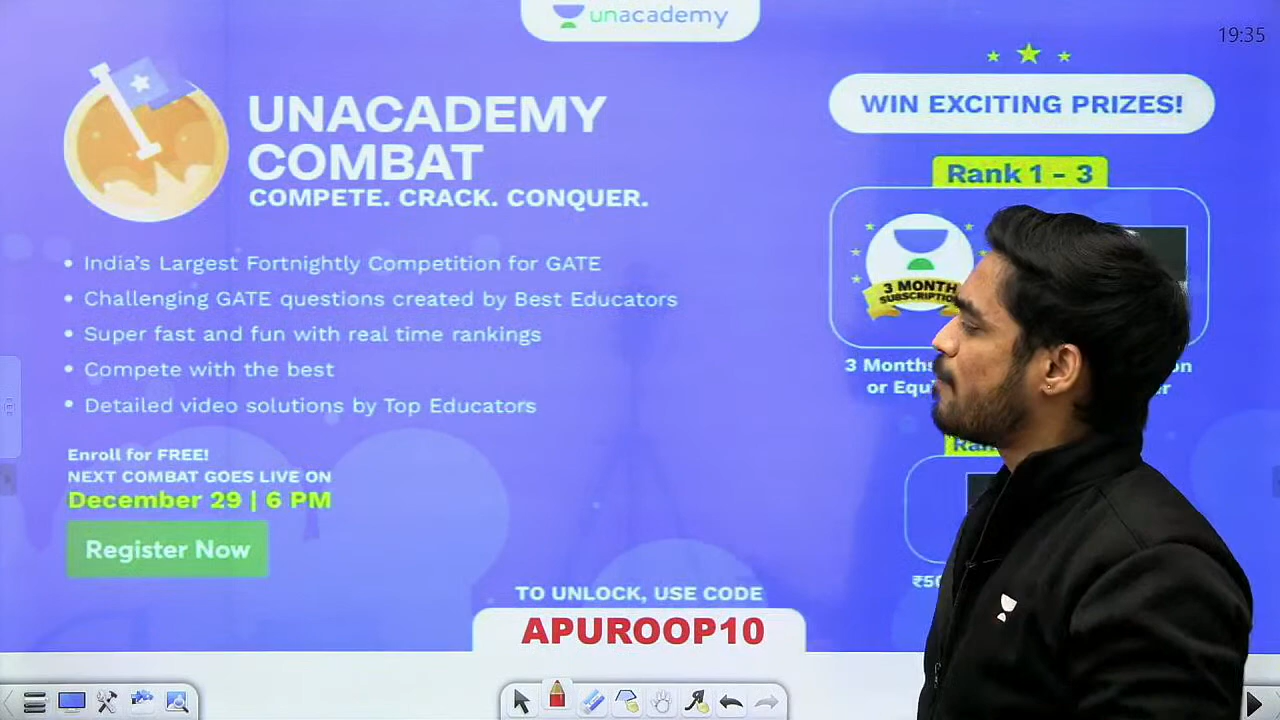 unacademy
19:35
UNACADEMY
COMBAT
COMPETE. CRACK. CONQUER.
• India's Largest Fortnightly Competition for GATE
• Challenging GATE questions created by Best Educators
• Super fast and fun with real time rankings
• Compete with the best
• Detailed video solutions by Top Educators
Enroll for FREE!
NEXT COMBAT GOES LIVE ON
December 29 | 6 PM
Register Now
WIN EXCITING PRIZES!
Rank 1 - 3
3 MONTH
SUBSCRIPTION
3 Months
or
TO UNLOCK, USE CODE
APUROOP10